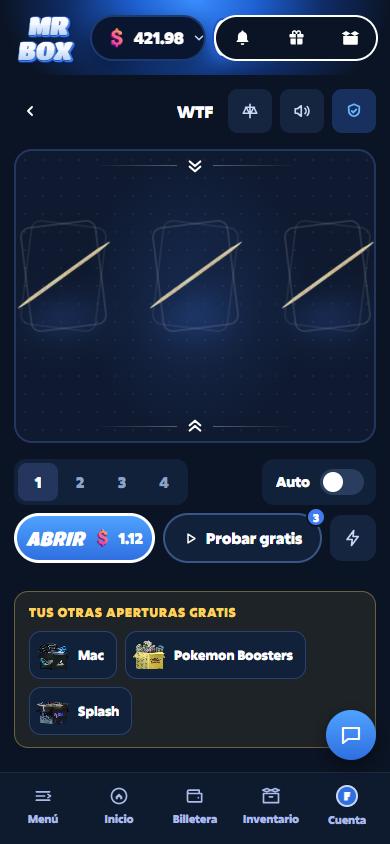 MR
BOX
421.98
WTF
1 2 3 4
Auto
ABRIR $ 1.12
Probar gratis
3
TUS OTRAS APERTURAS GRATIS
Mac
Pokemon Boosters
Splash
Menú
Inicio
Billetera
Inventario
Cuenta